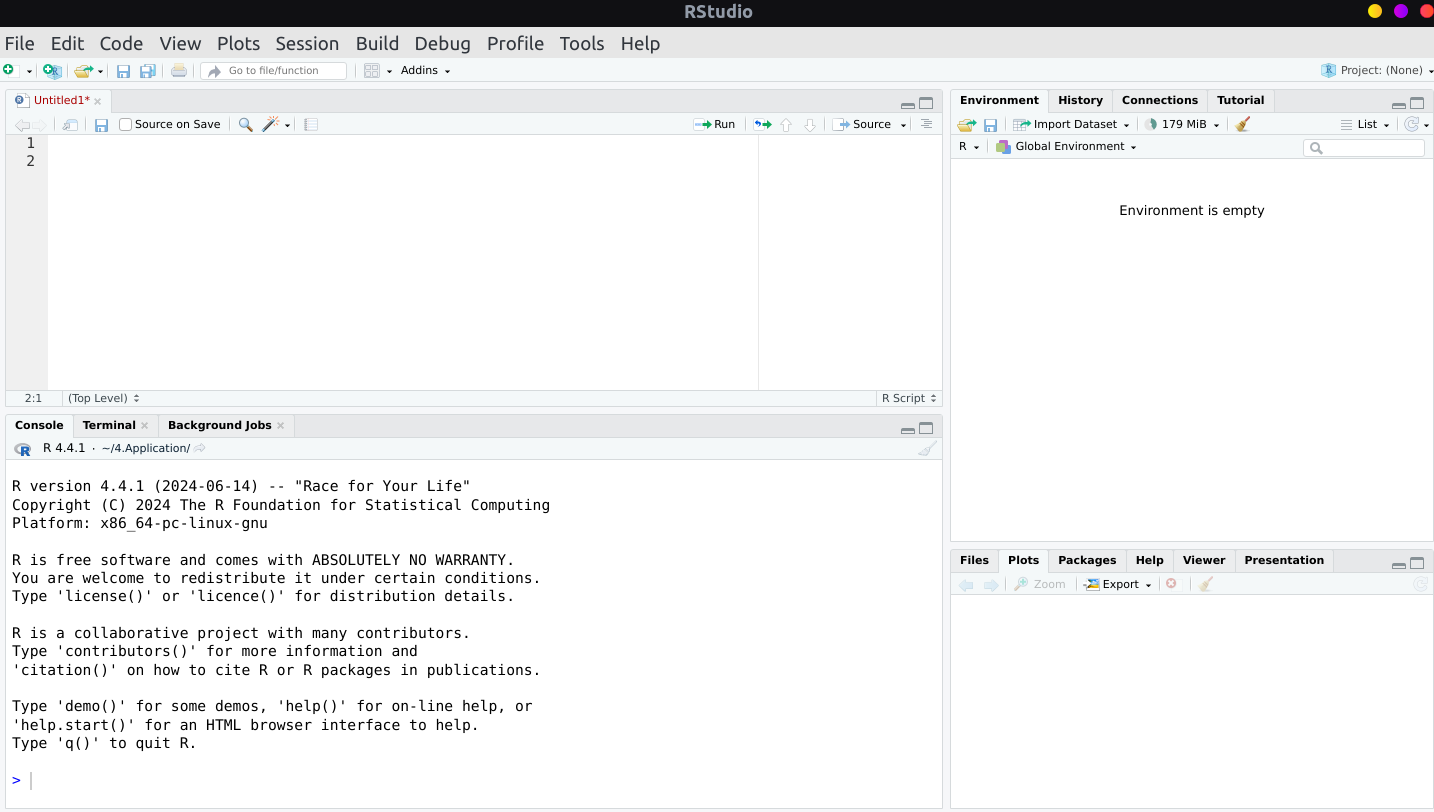 RStudio
File Edit Code View Plots Session Build Debug Profile Tools Help
Go to file/function Addins Project: (None)
Untitled1*
Source on Save Run Source
1
2
2:1 (Top Level) R Script
Console Terminal Background Jobs
R 4.4.1 · ~/4.Application/
R version 4.4.1 (2024-06-14) -- "Race for Your Life"
Copyright (C) 2024 The R Foundation for Statistical Computing
Platform: x86_64-pc-linux-gnu
R is free software and comes with ABSOLUTELY NO WARRANTY.
You are welcome to redistribute it under certain conditions.
Type 'license()' or 'licence()' for distribution details.
R is a collaborative project with many contributors.
Type 'contributors()' for more information and
'citation()' on how to cite R or R packages in publications.
Type 'demo()' for some demos, 'help()' for on-line help, or
'help.start()' for an HTML browser interface to help.
Type 'q()' to quit R.
>
Environment History Connections Tutorial
Import Dataset 179 MiB List
R Global Environment
Environment is empty
Files Plots Packages Help Viewer Presentation
Zoom Export